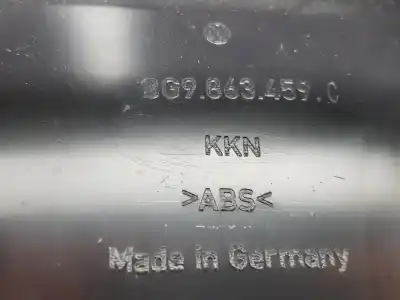 3G9.863.459.C
KKN
>ABS<
Made in Germany